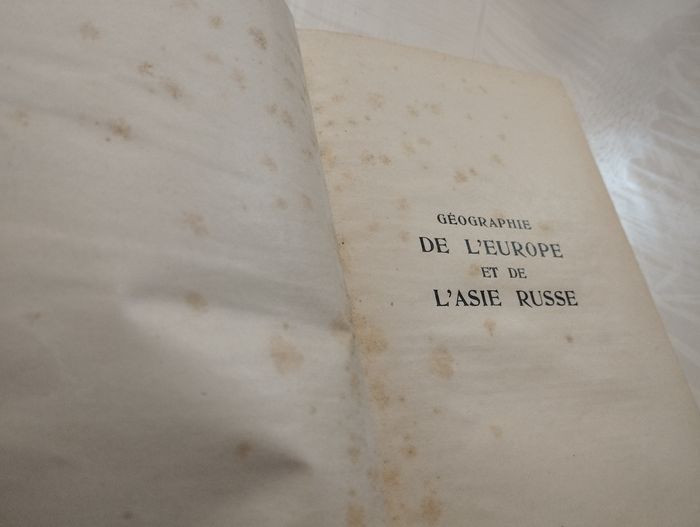 GÉOGRAPHIE
DE L'EUROPE
ET DE
L'ASIE RUSSE